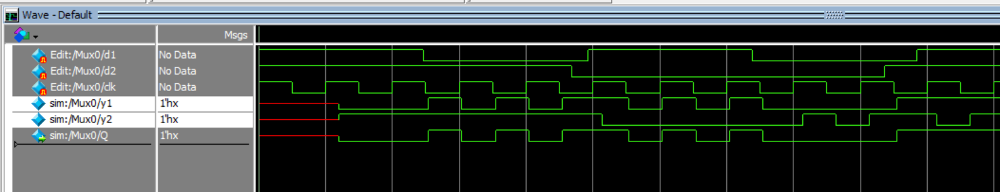 Wave - Default
Msgs
Edit:/Mux0/d1 No Data
Edit:/Mux0/d2 No Data
Edit:/Mux0/clk No Data
sim:/Mux0/y1 1'hx
sim:/Mux0/y2 1'hx
sim:/Mux0/Q 1'hx